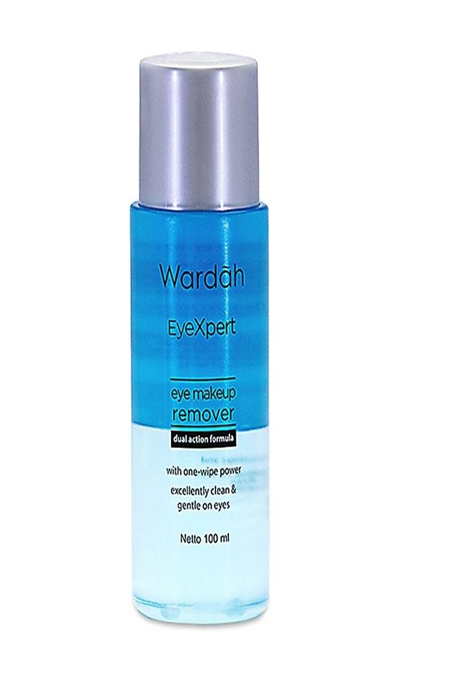 Wardah
EyeXpert
eye makeup
remover
dual action formula
with one-wipe power
excellently clean &
gentle on eyes
Netto 100 ml